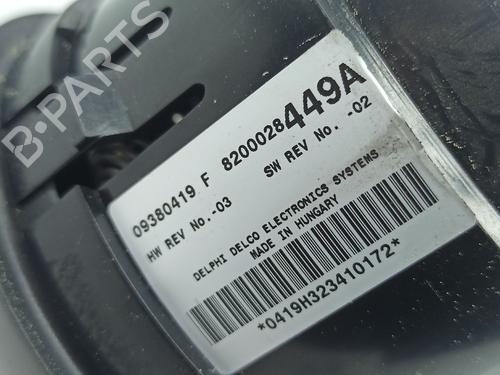 B-PARTS
09380419 F 8200028449A
HW REV No.-03 SW REV No. -02
DELPHI DELCO ELECTRONICS SYSTEMS
MADE IN HUNGARY
*0419H323410172*